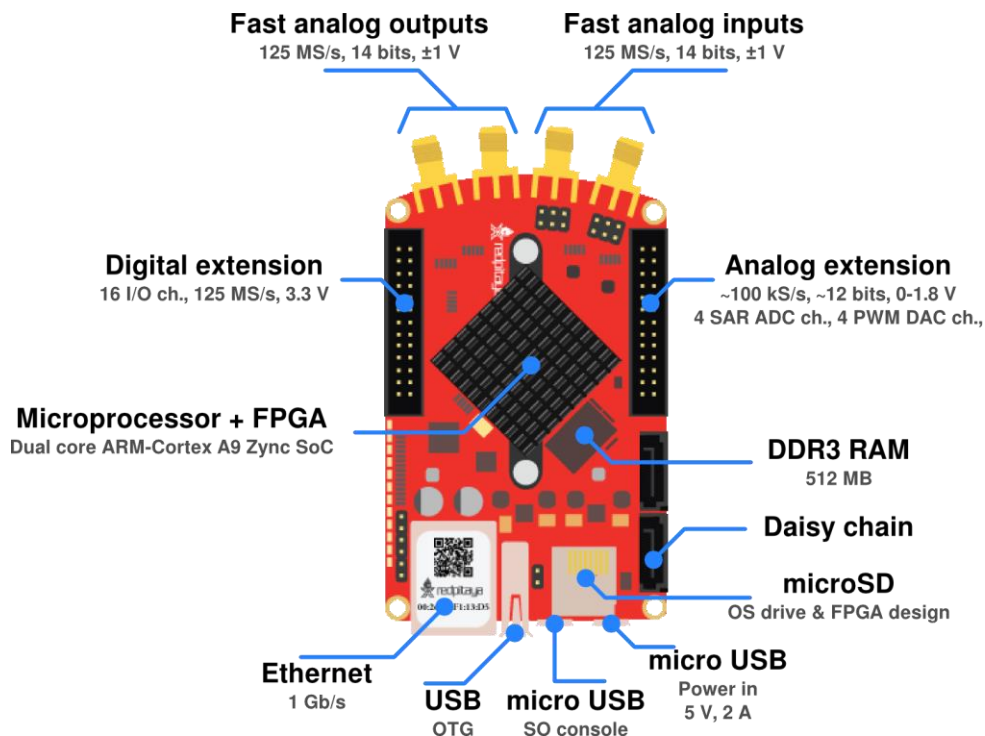 Fast analog outputs
125 MS/s, 14 bits, ±1 V
Fast analog inputs
125 MS/s, 14 bits, ±1 V
redpitaya
Digital extension
16 I/O ch., 125 MS/s, 3.3 V
Analog extension
~100 kS/s, ~12 bits, 0-1.8 V
4 SAR ADC ch., 4 PWM DAC ch.,
Microprocessor + FPGA
Dual core ARM-Cortex A9 Zync SoC
DDR3 RAM
512 MB
Daisy chain
microSD
OS drive & FPGA design
redpitaya
Ethernet
1 Gb/s
USB
OTG
micro USB
SO console
micro USB
Power in
5 V, 2 A